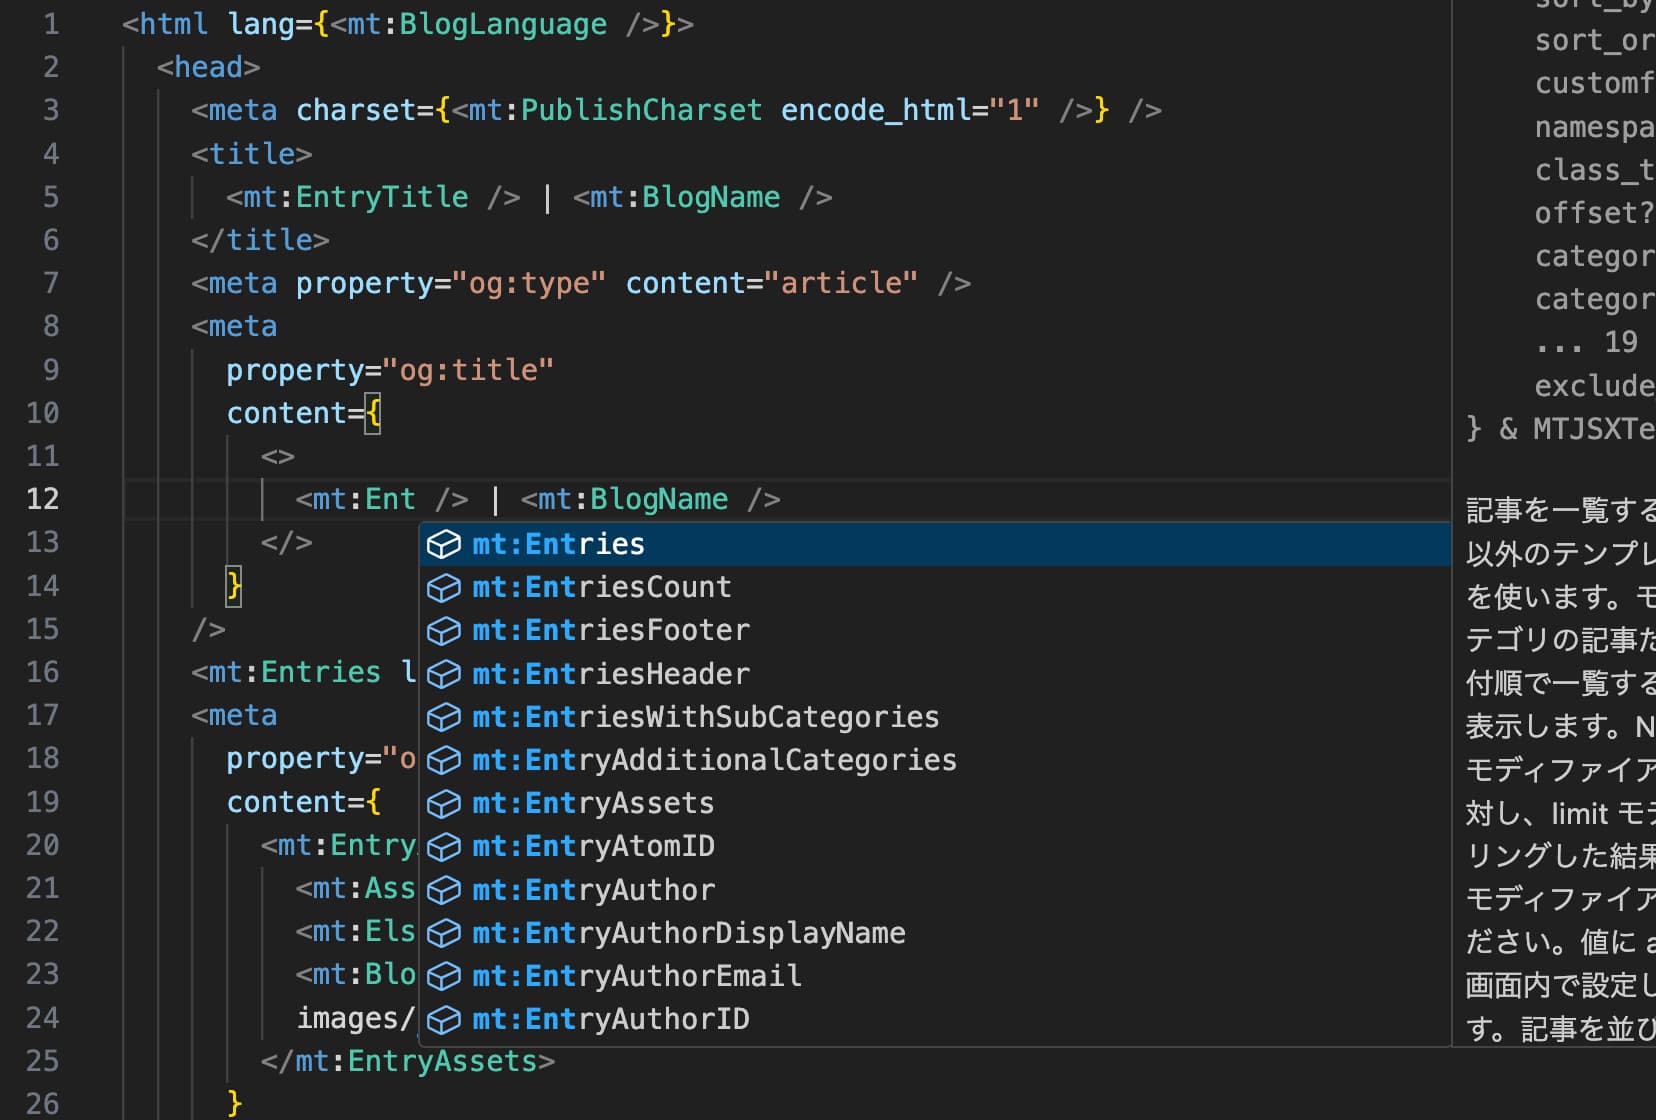 1 <html lang={<mt:BlogLanguage />}>
2 <head>
3 <meta charset={<mt:PublishCharset encode_html="1" />} />
4 <title>
5 <mt:EntryTitle /> | <mt:BlogName />
6 </title>
7 <meta property="og:type" content="article" />
8 <meta
9 property="og:title"
10 content={
11 <>
12 <mt:Ent /> | <mt:BlogName />
13 </>
14 }
15 />
16 <mt:Entries l
17 <meta
18 property="o
19 content={
20 <mt:Entry
21 <mt:Ass
22 <mt:Els
23 <mt:Blo
24 images/
25 </mt:EntryAssets>
26 }
mt:Entries
mt:EntriesCount
mt:EntriesFooter
mt:EntriesHeader
mt:EntriesWithSubCategories
mt:EntryAdditionalCategories
mt:EntryAssets
mt:EntryAtomID
mt:EntryAuthor
mt:EntryAuthorDisplayName
mt:EntryAuthorEmail
mt:EntryAuthorID
sort_by
sort_or
customf
namespa
class_t
offset?
categor
categor
... 19
exclude
} & MTJSXTe
記事を一覧する
以外のテンプレ
を使います。モ
テゴリの記事だ
付順で一覧する
表示します。N
モディファイア
対し、limit モデ
リングした結果
モディファイア
ださい。値に a
画面内で設定し
す。記事を並び